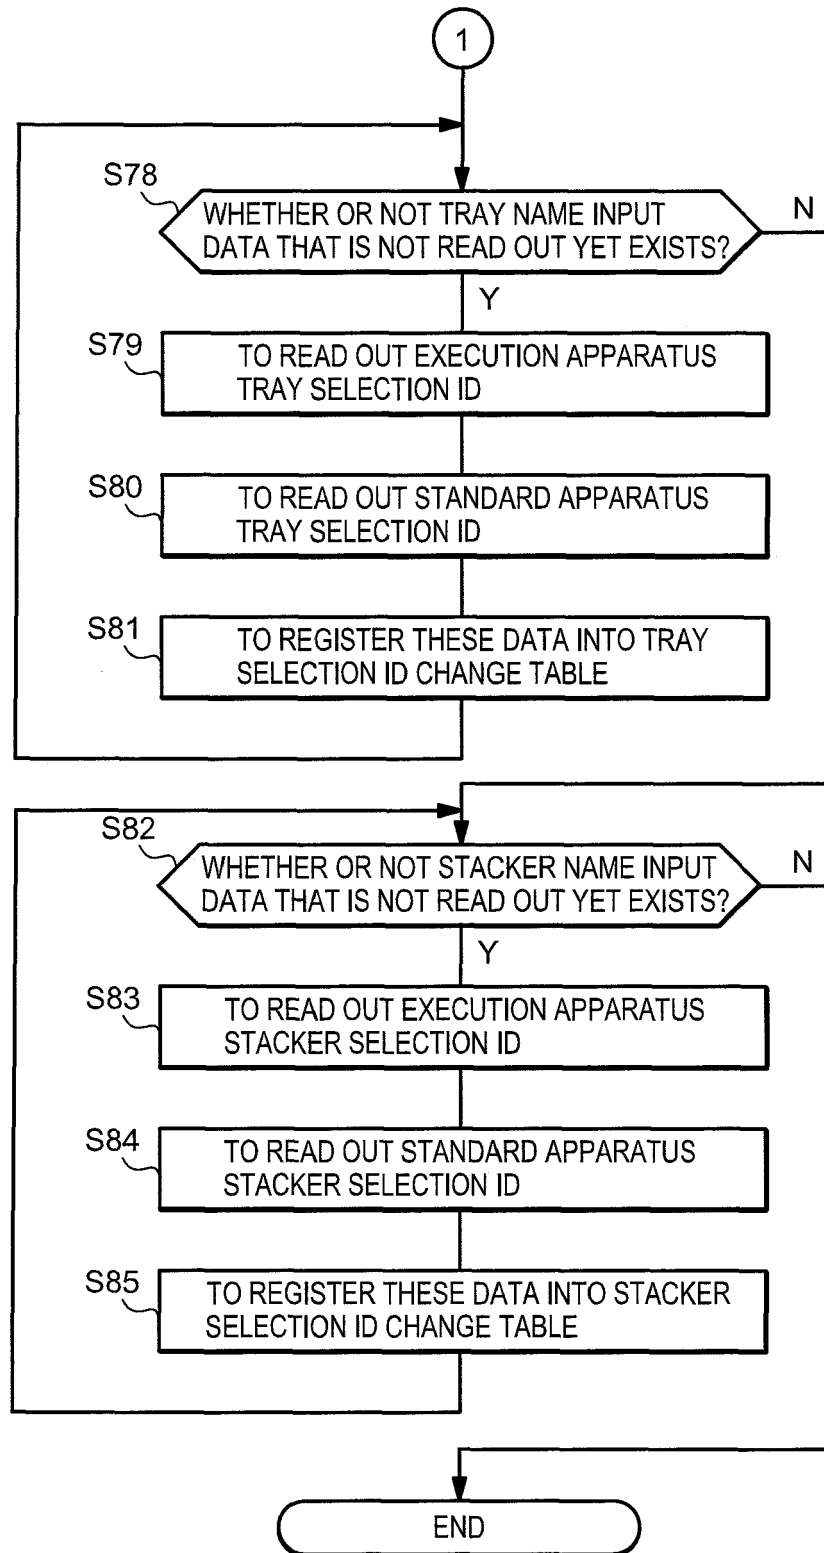 1
S78
WHETHER OR NOT TRAY NAME INPUT
DATA THAT IS NOT READ OUT YET EXISTS?
N
Y
S79
TO READ OUT EXECUTION APPARATUS
TRAY SELECTION ID
S80
TO READ OUT STANDARD APPARATUS
TRAY SELECTION ID
S81
TO REGISTER THESE DATA INTO TRAY
SELECTION ID CHANGE TABLE
S82
WHETHER OR NOT STACKER NAME INPUT
DATA THAT IS NOT READ OUT YET EXISTS?
N
Y
S83
TO READ OUT EXECUTION APPARATUS
STACKER SELECTION ID
S84
TO READ OUT STANDARD APPARATUS
STACKER SELECTION ID
S85
TO REGISTER THESE DATA INTO STACKER
SELECTION ID CHANGE TABLE
END